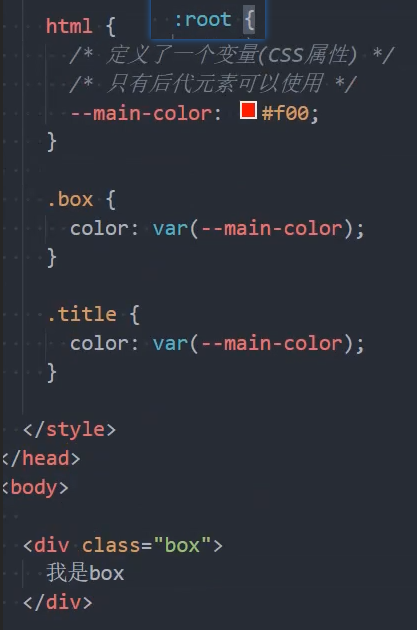 :root {
html {
/* 定义了一个变量(CSS属性) */
/* 只有后代元素可以使用 */
--main-color: #f00;
}
.box {
color: var(--main-color);
}
.title {
color: var(--main-color);
}
</style>
</head>
<body>
<div class="box">
我是box
</div>